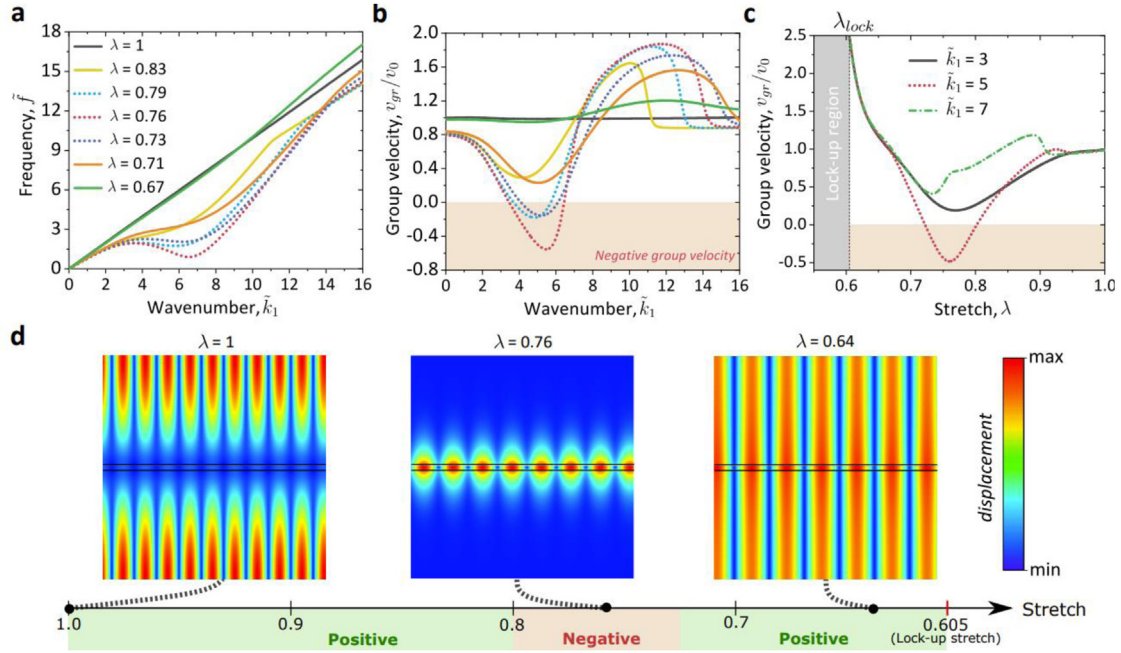 a
Frequency, f̃
18
15
12
9
6
3
0
λ = 1
λ = 0.83
λ = 0.79
λ = 0.76
λ = 0.73
λ = 0.71
λ = 0.67
0 2 4 6 8 10 12 14 16
Wavenumber, k̃₁
b
Group velocity, v_gr/v₀
2.0
1.6
1.2
0.8
0.4
0.0
-0.4
-0.8
Negative group velocity
0 2 4 6 8 10 12 14 16
Wavenumber, k̃₁
c
λ_lock
Group velocity, v_gr/v₀
2.5
2.0
1.5
1.0
0.5
0.0
-0.5
Lock-up region
k̃₁ = 3
k̃₁ = 5
k̃₁ = 7
0.6 0.7 0.8 0.9 1.0
Stretch, λ
d
λ = 1
λ = 0.76
λ = 0.64
max
displacement
min
1.0 0.9 0.8 0.7 0.605
Stretch
(Lock-up stretch)
Positive Negative Positive